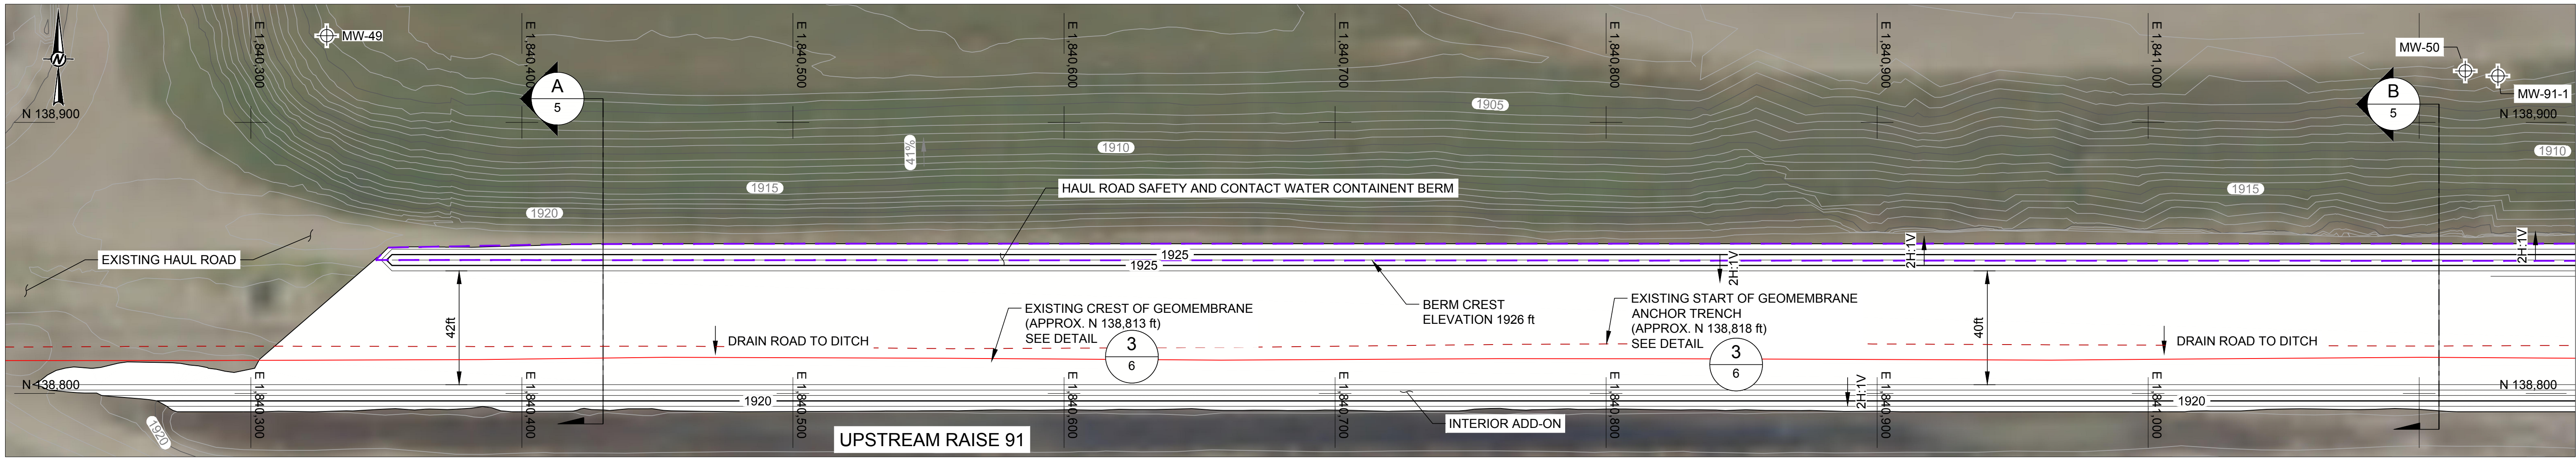 E 1,840,300
E 1,840,400
E 1,840,500
E 1,840,600
E 1,840,700
E 1,840,800
E 1,840,900
E 1,841,000
N
MW-49
A
5
B
5
MW-50
MW-91-1
N 138,900
N 138,900
1905
41%
1910
1910
1915
1915
1920
HAUL ROAD SAFETY AND CONTACT WATER CONTAINENT BERM
EXISTING HAUL ROAD
1925
1925
2H:1V
2H:1V
2H:1V
42ft
40ft
EXISTING CREST OF GEOMEMBRANE
(APPROX. N 138,813 ft)
SEE DETAIL
3
6
BERM CREST
ELEVATION 1926 ft
EXISTING START OF GEOMEMBRANE
ANCHOR TRENCH
(APPROX. N 138,818 ft)
SEE DETAIL
3
6
DRAIN ROAD TO DITCH
DRAIN ROAD TO DITCH
N 138,800
N 138,800
2H:1V
1920
1920
1920
INTERIOR ADD-ON
UPSTREAM RAISE 91
E 1,840,300
E 1,840,400
E 1,840,500
E 1,840,600
E 1,840,700
E 1,840,800
E 1,840,900
E 1,841,000